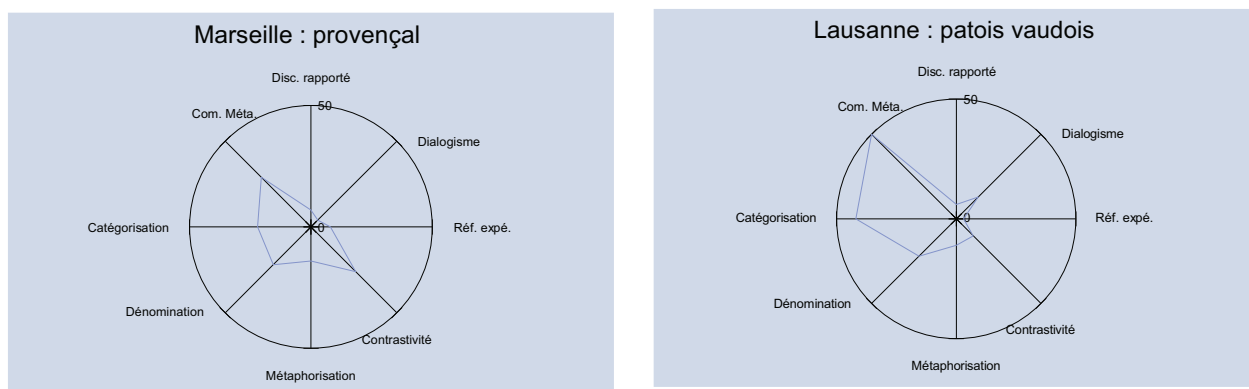 Marseille : provençal
Disc. rapporté
50
Com. Méta.
Dialogisme
Catégorisation
0
Réf. expé.
Dénomination
Contrastivité
Métaphorisation
Lausanne : patois vaudois
Disc. rapporté
50
Com. Méta.
Dialogisme
Catégorisation
0
Réf. expé.
Dénomination
Contrastivité
Métaphorisation